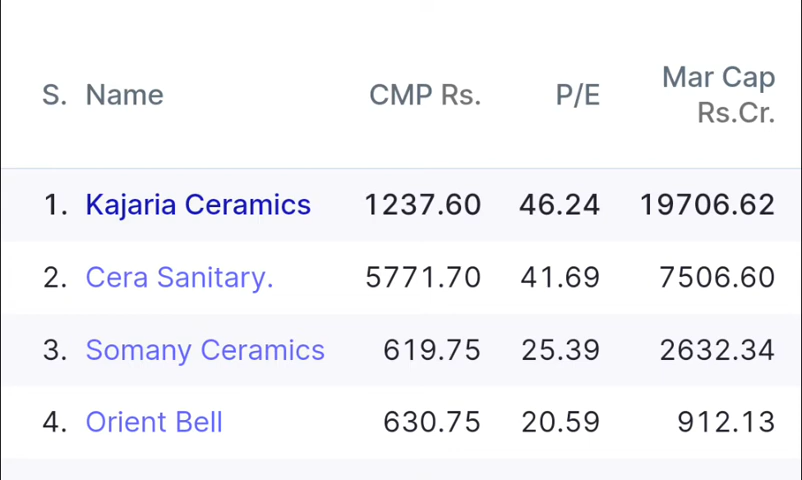 S. Name CMP Rs. P/E Mar Cap Rs.Cr.
1. Kajaria Ceramics 1237.60 46.24 19706.62
2. Cera Sanitary. 5771.70 41.69 7506.60
3. Somany Ceramics 619.75 25.39 2632.34
4. Orient Bell 630.75 20.59 912.13